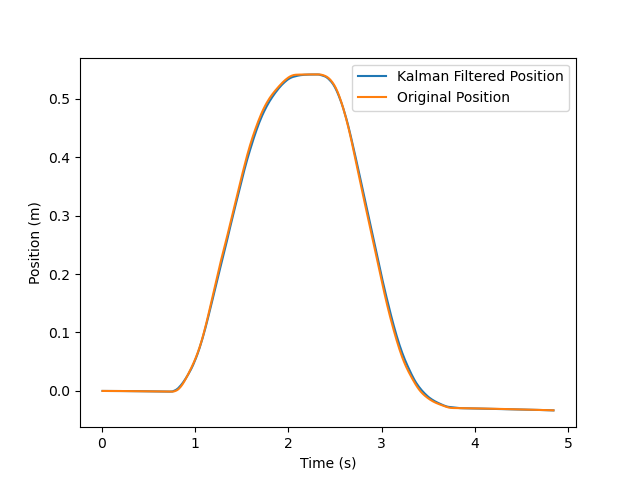 Kalman Filtered Position
Original Position
0.5
0.4
0.3
0.2
0.1
0.0
Position (m)
0 1 2 3 4 5
Time (s)